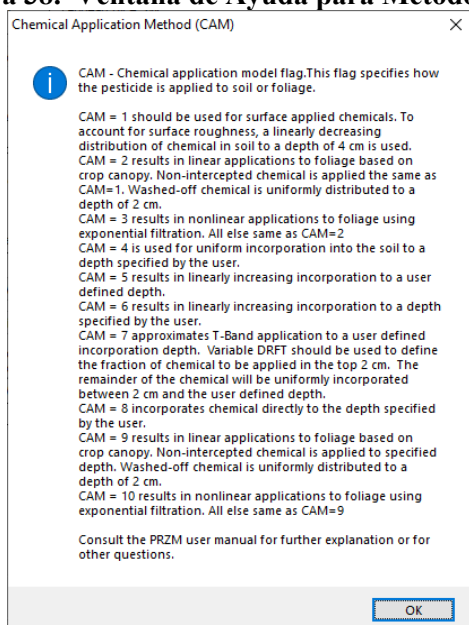 a 38. Ventana de Ayuda para Método
Chemical Application Method (CAM)
CAM - Chemical application model flag.This flag specifies how
the pesticide is applied to soil or foliage.
CAM = 1 should be used for surface applied chemicals. To
account for surface roughness, a linearly decreasing
distribution of chemical in soil to a depth of 4 cm is used.
CAM = 2 results in linear applications to foliage based on
crop canopy. Non-intercepted chemical is applied the same as
CAM=1. Washed-off chemical is uniformly distributed to a
depth of 2 cm.
CAM = 3 results in nonlinear applications to foliage using
exponential filtration. All else same as CAM=2
CAM = 4 is used for uniform incorporation into the soil to a
depth specified by the user.
CAM = 5 results in linearly increasing incorporation to a user
defined depth.
CAM = 6 results in linearly increasing incorporation to a depth
specified by the user.
CAM = 7 approximates T-Band application to a user defined
incorporation depth. Variable DRFT should be used to define
the fraction of chemical to be applied in the top 2 cm. The
remainder of the chemical will be uniformly incorporated
between 2 cm and the user defined depth.
CAM = 8 incorporates chemical directly to the depth specified
by the user.
CAM = 9 results in linear applications to foliage based on
crop canopy. Non-intercepted chemical is applied to specified
depth. Washed-off chemical is uniformly distributed to a
depth of 2 cm.
CAM = 10 results in nonlinear applications to foliage using
exponential filtration. All else same as CAM=9
Consult the PRZM user manual for further explanation or for
other questions.
OK